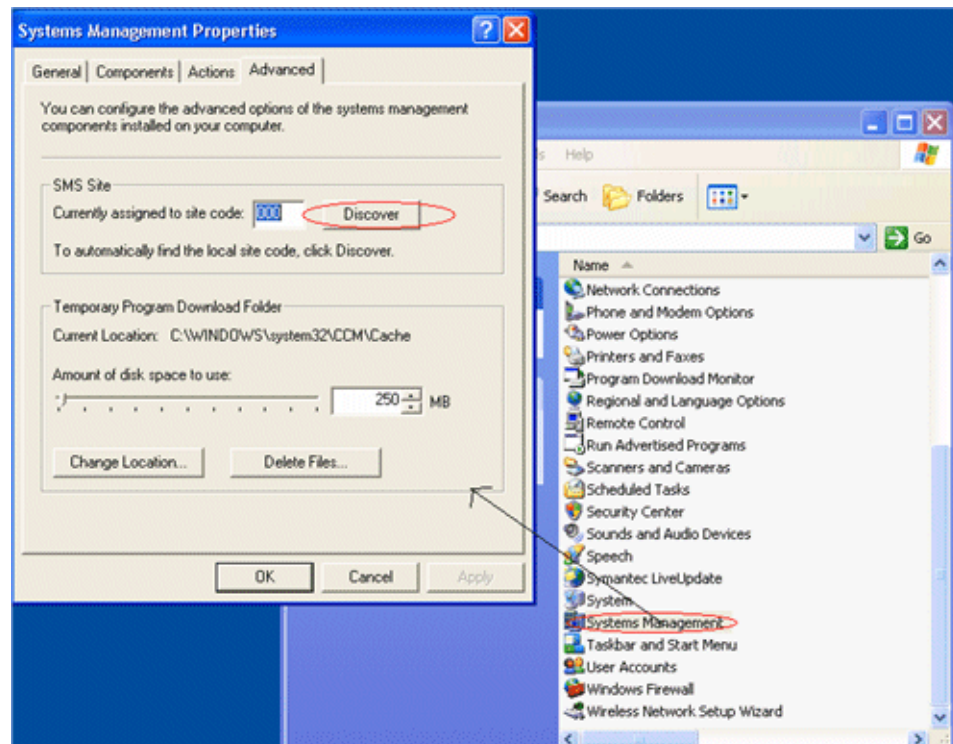 Systems Management Properties
General Components Actions Advanced
You can configure the advanced options of the systems management
components installed on your computer.
SMS Site
Currently assigned to site code: 000 Discover
To automatically find the local site code, click Discover.
Temporary Program Download Folder
Current Location: C:\WINDOWS\system32\CCM\Cache
Amount of disk space to use:
250 MB
Change Location... Delete Files...
OK Cancel Apply
Help
Search Folders
Go
Name
Network Connections
Phone and Modem Options
Power Options
Printers and Faxes
Program Download Monitor
Regional and Language Options
Remote Control
Run Advertised Programs
Scanners and Cameras
Scheduled Tasks
Security Center
Sounds and Audio Devices
Speech
Symantec LiveUpdate
System
Systems Management
Taskbar and Start Menu
User Accounts
Windows Firewall
Wireless Network Setup Wizard